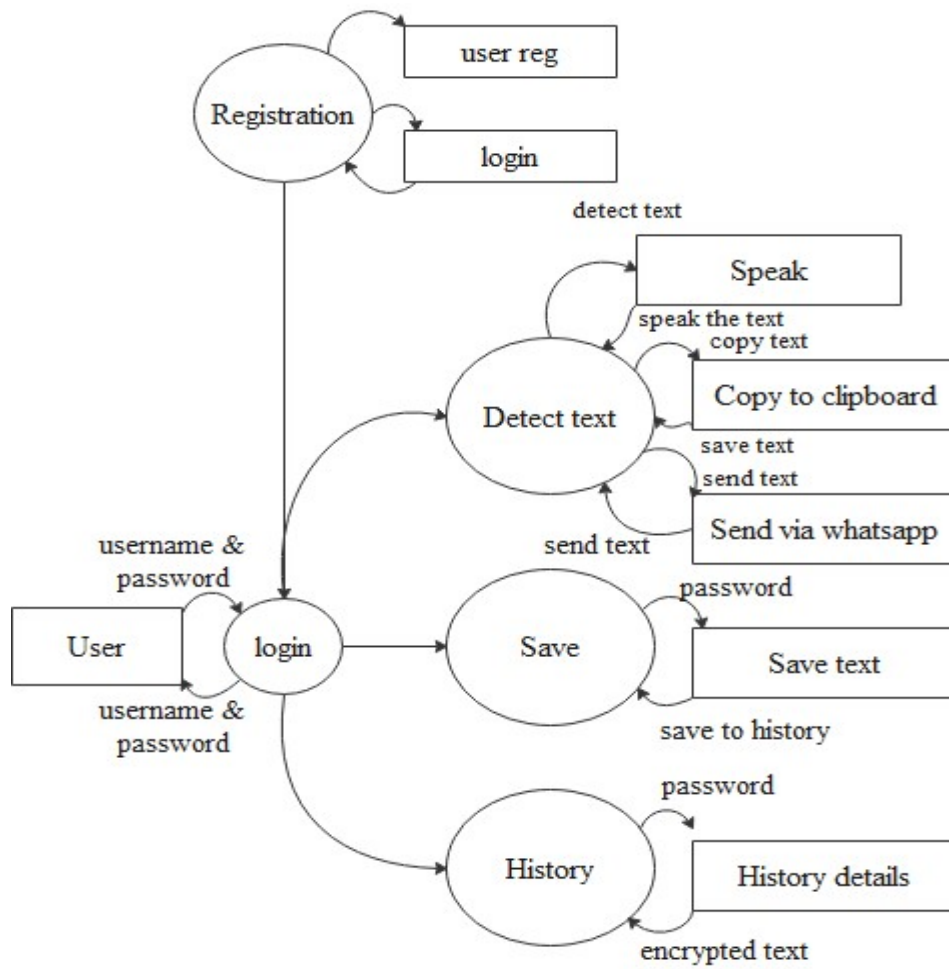 user reg
Registration
login
detect text
Speak
speak the text
copy text
Copy to clipboard
Detect text
save text
send text
Send via whatsapp
send text
username &
password
User
login
username &
password
password
Save
Save text
save to history
password
History
History details
encrypted text